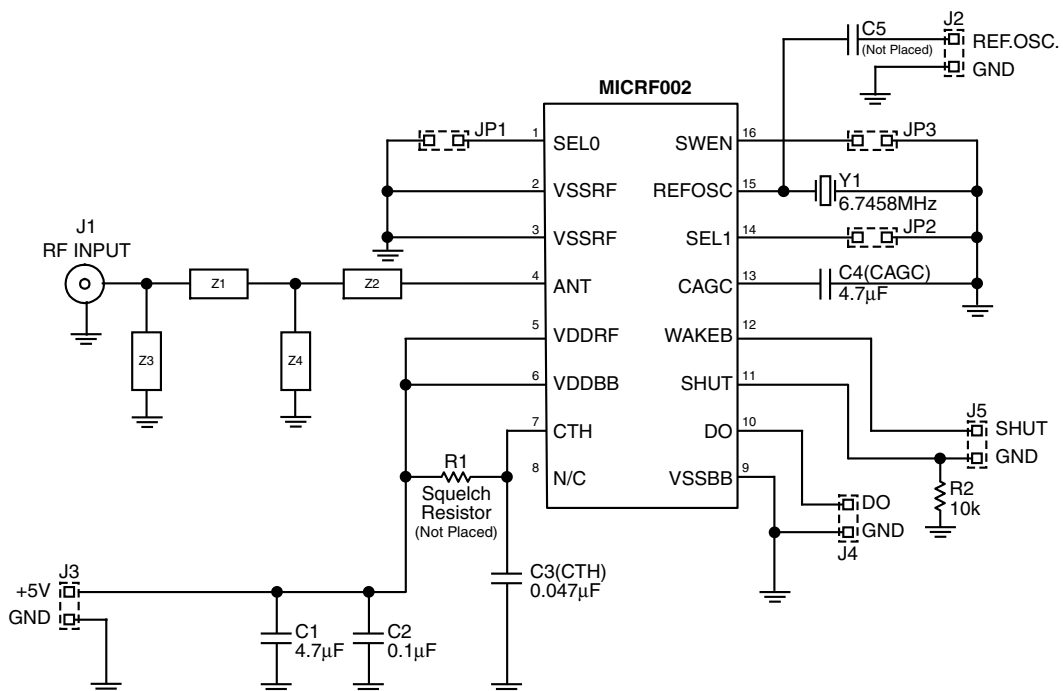 C5
(Not Placed)
J2
REF.OSC.
GND
MICRF002
JP1
1
SEL0
SWEN
16
JP3
2
VSSRF
REFOSC
15
Y1
6.7458MHz
3
VSSRF
SEL1
14
JP2
J1
RF INPUT
Z1
Z2
4
ANT
CAGC
13
C4(CAGC)
4.7µF
Z3
Z4
5
VDDRF
WAKEB
12
6
VDDBB
SHUT
11
7
CTH
DO
10
J5
SHUT
GND
8
N/C
VSSBB
9
R1
Squelch
Resistor
(Not Placed)
R2
10k
DO
GND
J4
J3
+5V
GND
C3(CTH)
0.047µF
C1
4.7µF
C2
0.1µF